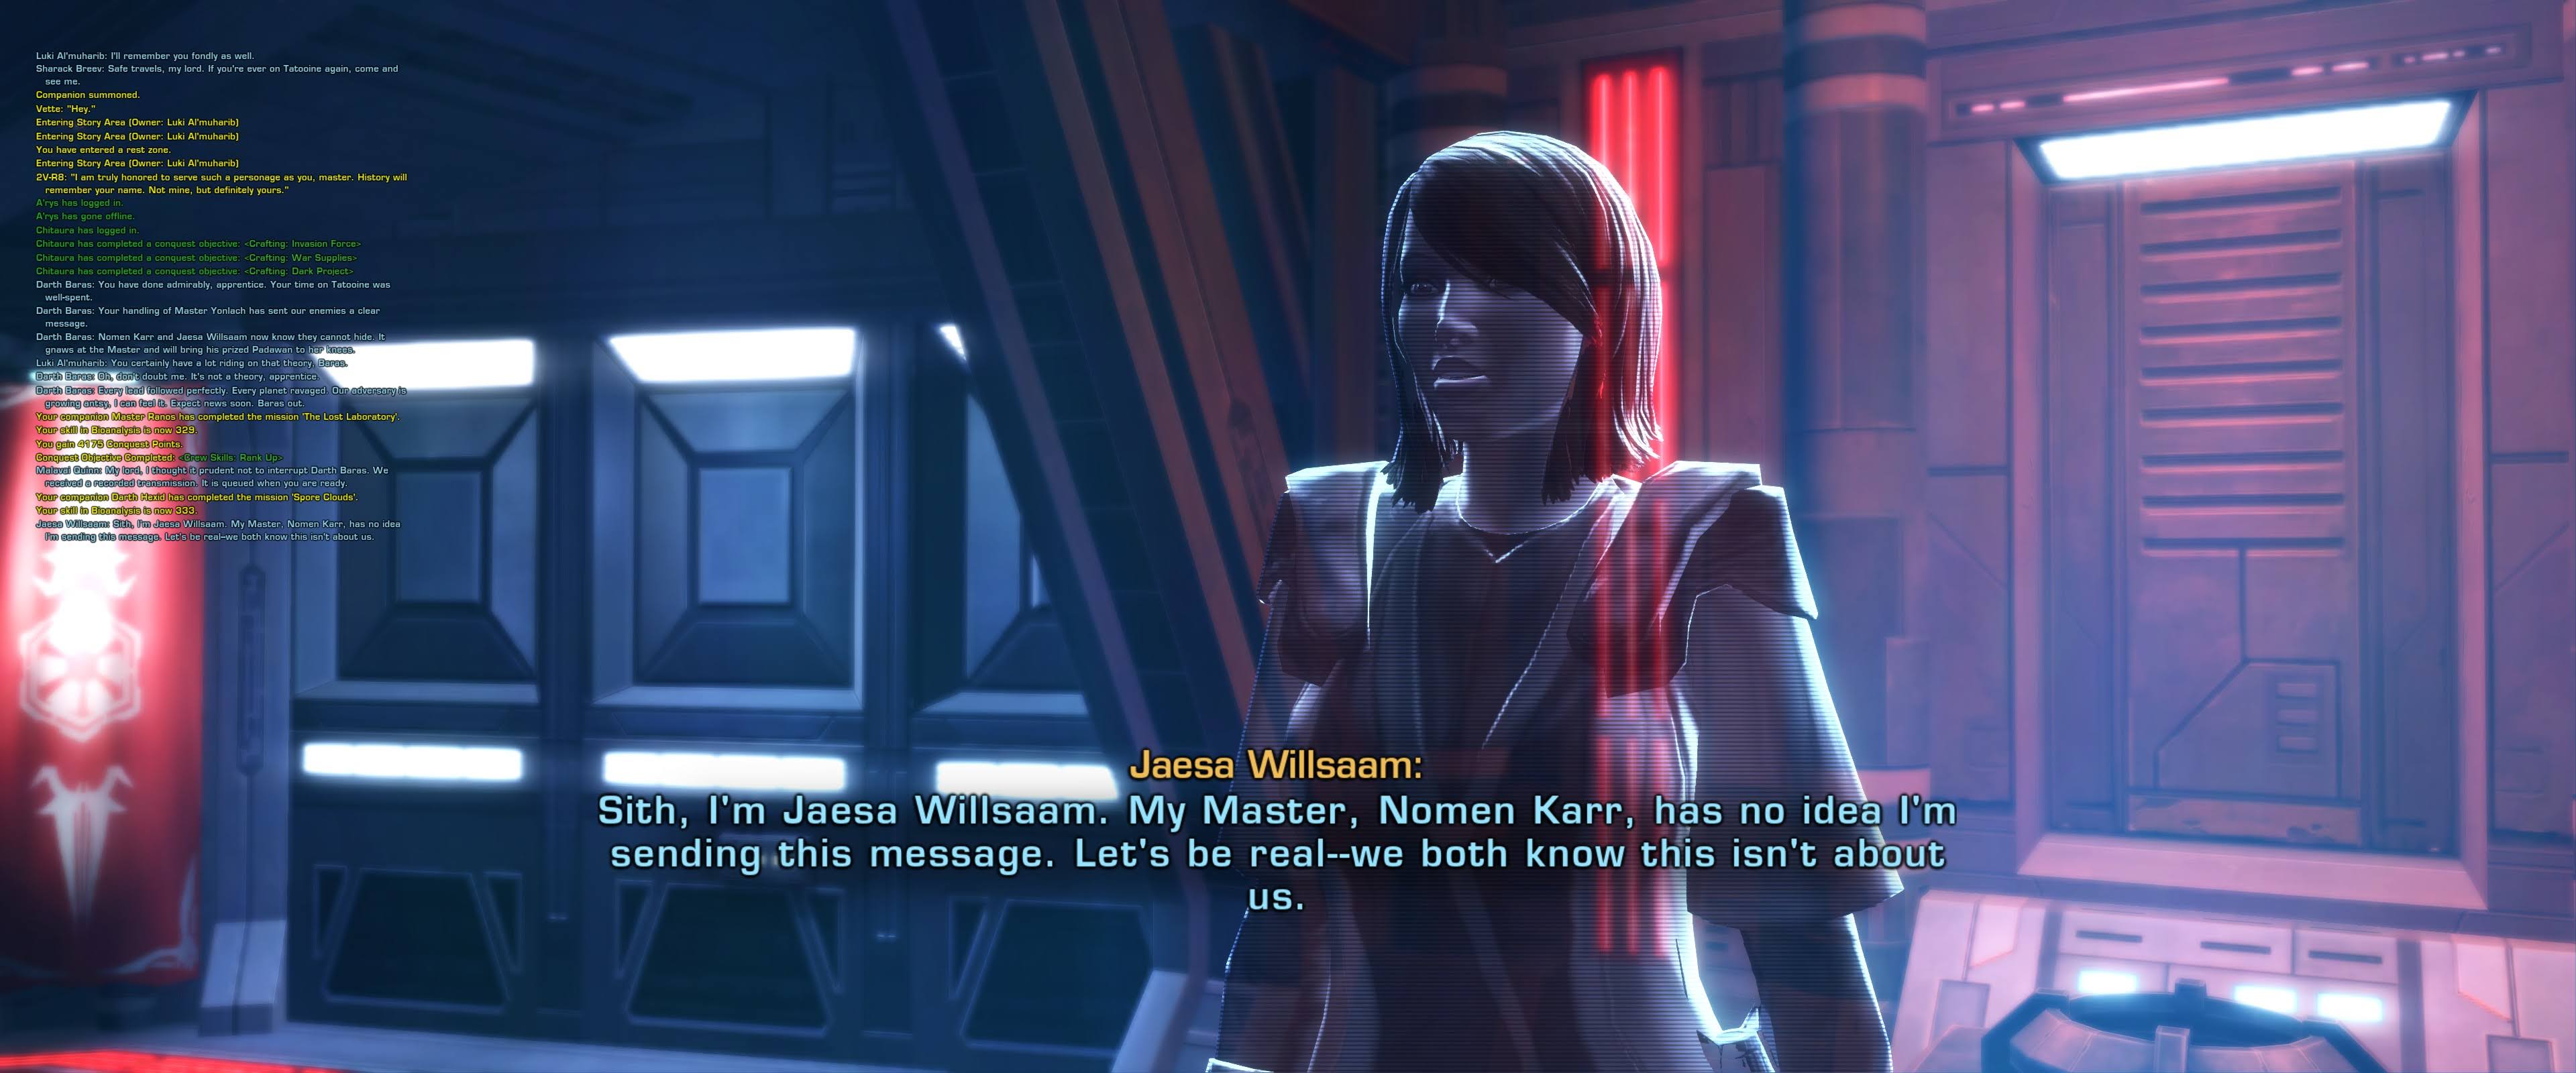 Luki Al'muharib: I'll remember you fondly as well.
Sharack Breev: Safe travels, my lord. If you're ever on Tatooine again, come and
see me.
Companion summoned.
Vette: "Hey."
Entering Story Area (Owner: Luki Al'muharib)
Entering Story Area (Owner: Luki Al'muharib)
You have entered a rest zone.
Entering Story Area (Owner: Luki Al'muharib)
2V-R8: "I am truly honored to serve such a personage as you, master. History will
remember your name. Not mine, but definitely yours."
A'rys has logged in.
A'rys has gone offline.
Chitaura has logged in.
Chitaura has completed a conquest objective: <Crafting: Invasion Force>
Chitaura has completed a conquest objective: <Crafting: War Supplies>
Chitaura has completed a conquest objective: <Crafting: Dark Project>
Darth Baras: You have done admirably, apprentice. Your time on Tatooine was
well-spent.
Darth Baras: Your handling of Master Yonlach has sent our enemies a clear
message.
Darth Baras: Nomen Karr and Jaesa Willsaam now know they cannot hide. It
gnaws at the Master and will bring his prized Padawan to her knees.
Luki Al'muharib: You certainly have a lot riding on that theory, Baras.
Darth Baras: Oh, don't doubt me. It's not a theory, apprentice.
Darth Baras: Every lead followed perfectly. Every planet ravaged. Our adversary is
growing antsy, I can feel it. Expect news soon. Baras out.
Your companion Master Ranos has completed the mission 'The Lost Laboratory'.
Your skill in Bioanalysis is now 329.
You gain 4175 Conquest Points.
Conquest Objective Completed: <Crew Skills: Rank Up>
Malavai Quinn: My lord, I thought it prudent not to interrupt Darth Baras. We
received a recorded transmission. It is queued when you are ready.
Your companion Darth Hexid has completed the mission 'Spore Clouds'.
Your skill in Bioanalysis is now 333.
Jaesa Willsaam: Sith, I'm Jaesa Willsaam. My Master, Nomen Karr, has no idea
I'm sending this message. Let's be real--we both know this isn't about us.
Jaesa Willsaam:
Sith, I'm Jaesa Willsaam. My Master, Nomen Karr, has no idea I'm
sending this message. Let's be real--we both know this isn't about
us.